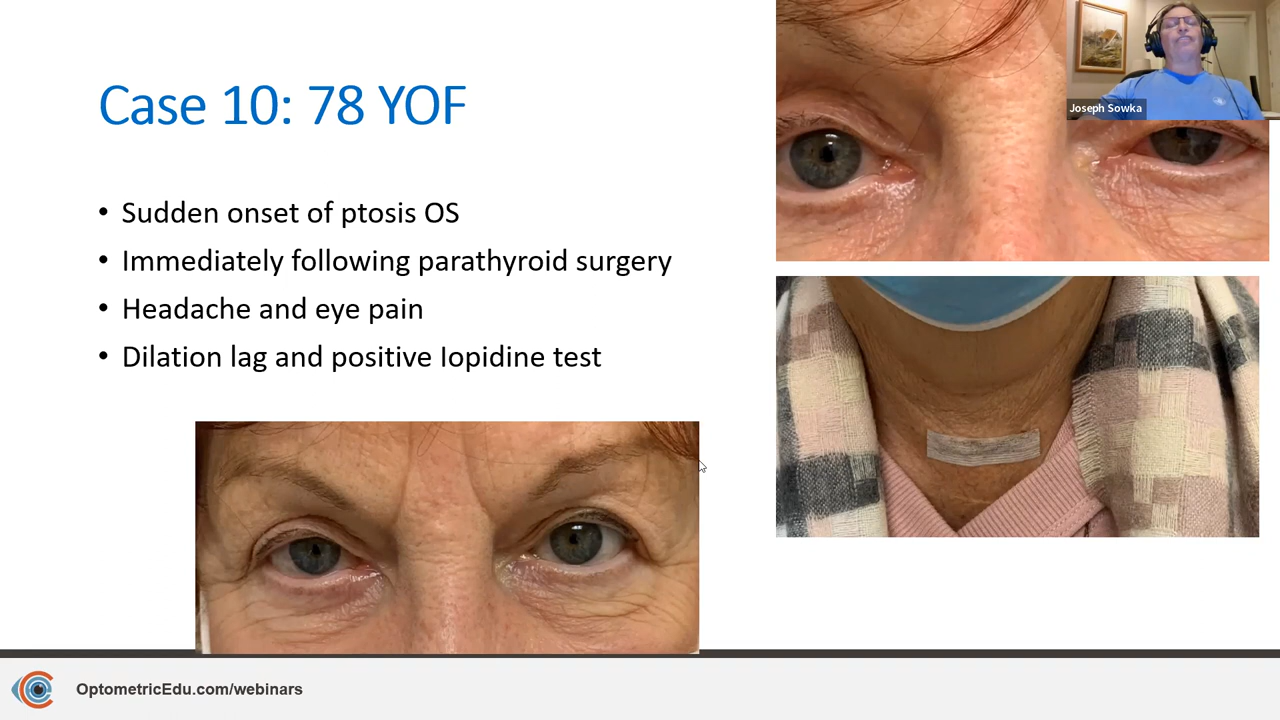 Case 10: 78 YOF
Joseph Sowka
• Sudden onset of ptosis OS
• Immediately following parathyroid surgery
• Headache and eye pain
• Dilation lag and positive Iopidine test
OptometricEdu.com/webinars